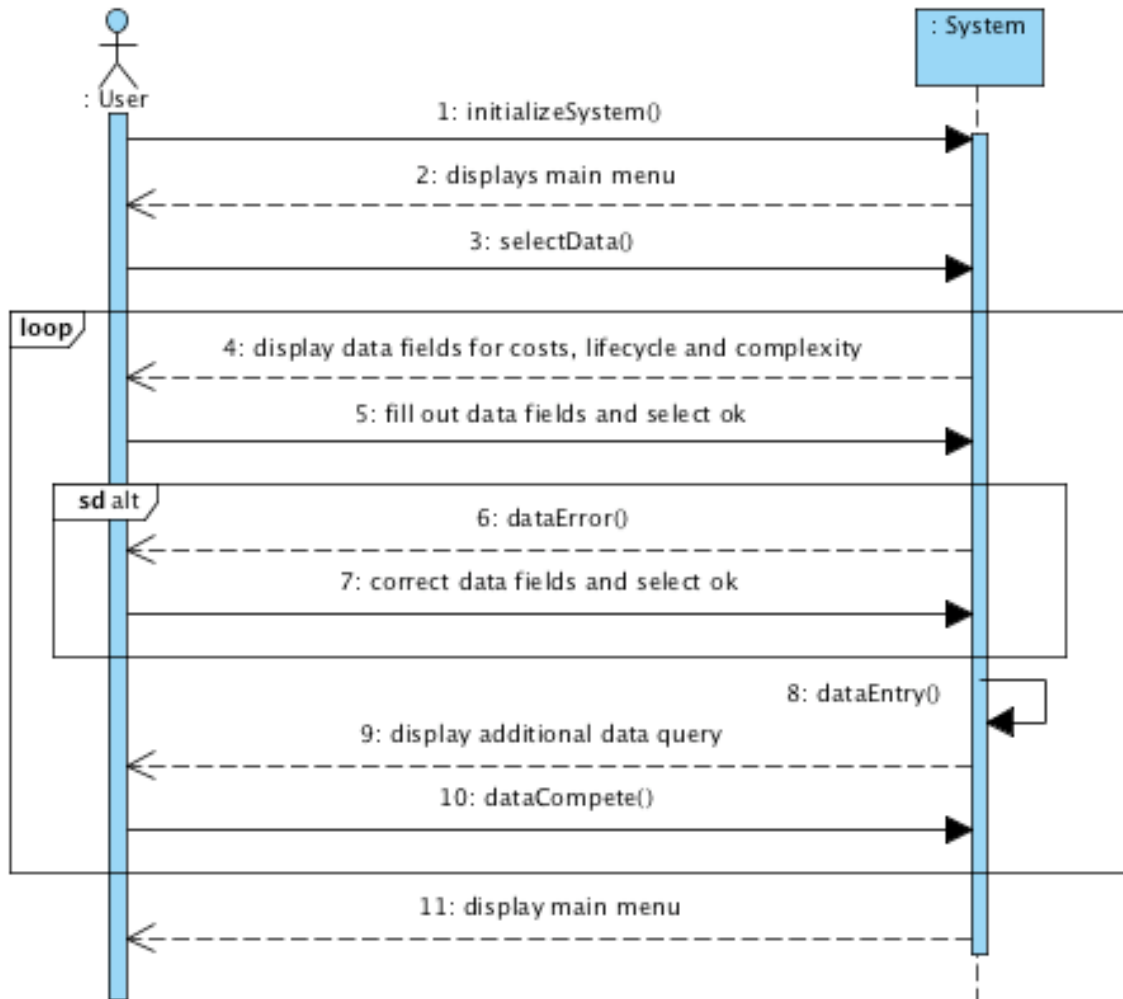 : User
: System
1: initializeSystem()
2: displays main menu
3: selectData()
loop
4: display data fields for costs, lifecycle and complexity
5: fill out data fields and select ok
sd alt
6: dataError()
7: correct data fields and select ok
8: dataEntry()
9: display additional data query
10: dataCompete()
11: display main menu